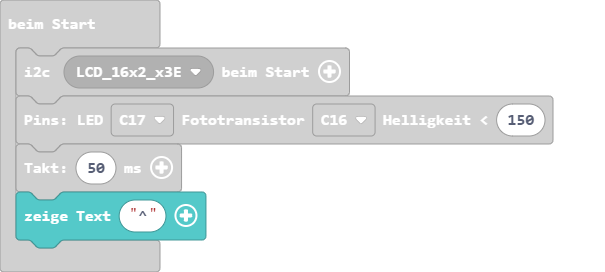 beim Start
i2c LCD_16x2_x3E beim Start
Pins: LED C17 Fototransistor C16 Helligkeit < 150
Takt: 50 ms
zeige Text "^"